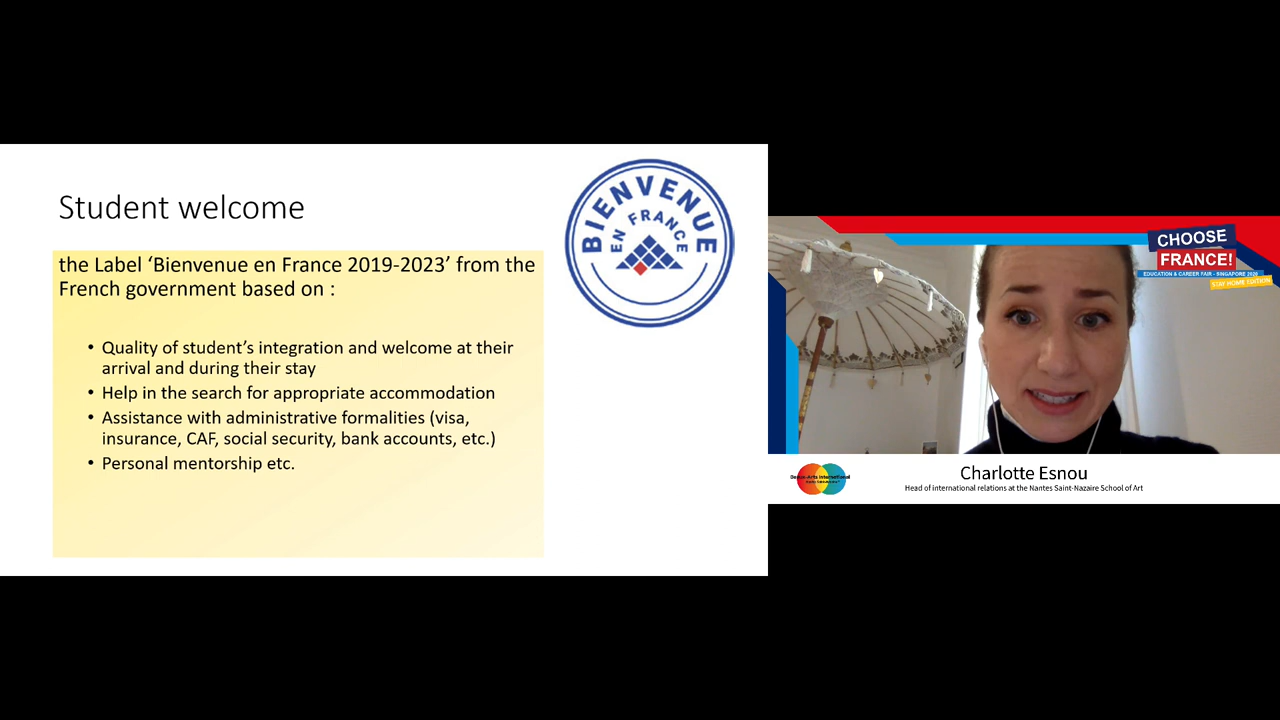 Student welcome
the Label ‘Bienvenue en France 2019-2023’ from the
French government based on :
• Quality of student’s integration and welcome at their
arrival and during their stay
• Help in the search for appropriate accommodation
• Assistance with administrative formalities (visa,
insurance, CAF, social security, bank accounts, etc.)
• Personal mentorship etc.
BIENVENUE
EN FRANCE
CHOOSE
FRANCE!
EDUCATION & CAREER FAIR - SINGAPORE 2020
STAY HOME EDITION
Beaux-Arts International
Charlotte Esnou
Head of international relations at the Nantes Saint-Nazaire School of Art